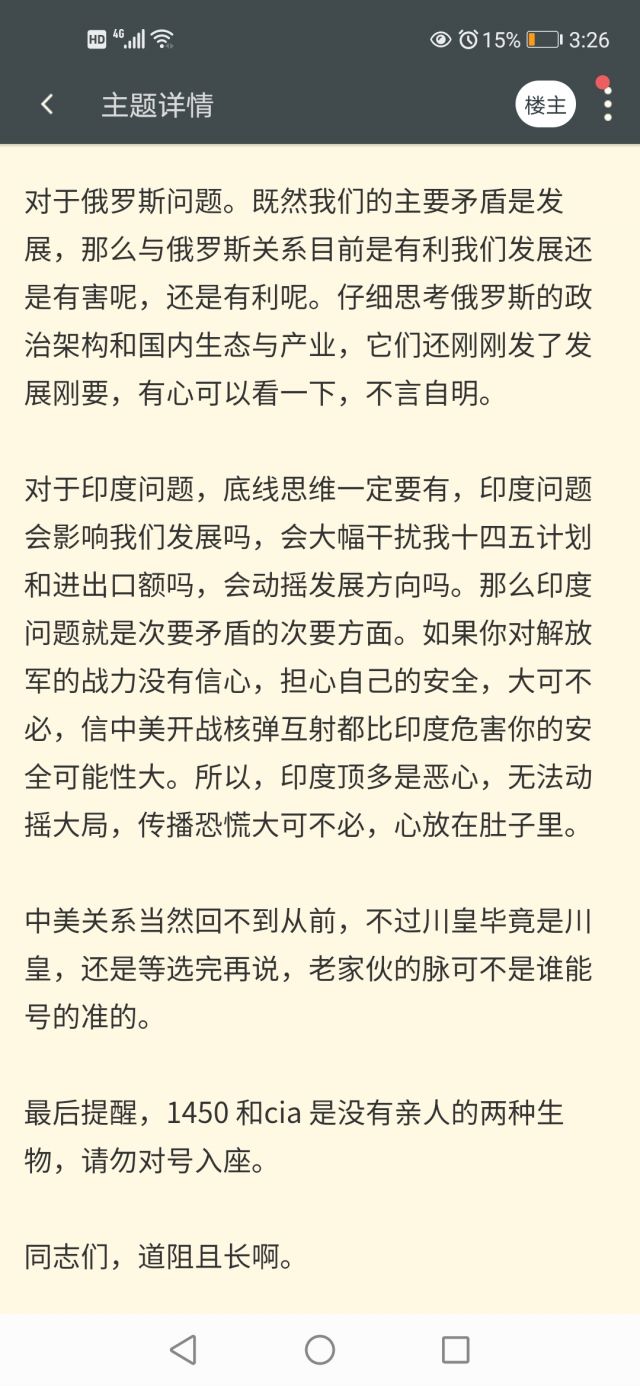 HD 4G 15% 3:26
主题详情 楼主
对于俄罗斯问题。既然我们的主要矛盾是发
展，那么与俄罗斯关系目前是有利我们发展还
是有害呢，还是有利呢。仔细思考俄罗斯的政
治架构和国内生态与产业，它们还刚刚发了发
展刚要，有心可以看一下，不言自明。
对于印度问题，底线思维一定要有，印度问题
会影响我们发展吗，会大幅干扰我十四五计划
和进出口额吗，会动摇发展方向吗。那么印度
问题就是次要矛盾的次要方面。如果你对解放
军的战力没有信心，担心自己的安全，大可不
必，信中美开战核弹互射都比印度危害你的安
全可能性大。所以，印度顶多是恶心，无法动
摇大局，传播恐慌大可不必，心放在肚子里。
中美关系当然回不到从前，不过川皇毕竟是川
皇，还是等选完再说，老家伙的脉可不是谁能
号的准的。
最后提醒，1450 和cia 是没有亲人的两种生
物，请勿对号入座。
同志们，道阻且长啊。